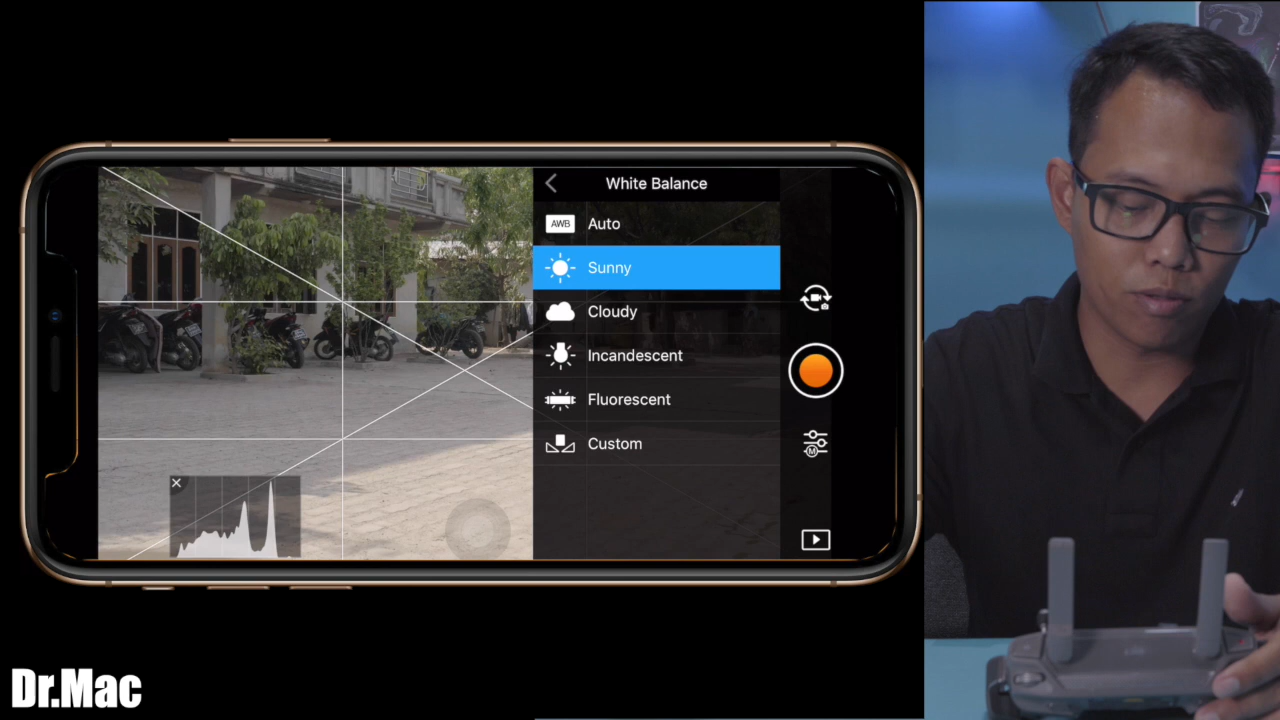 White Balance
AWB Auto
Sunny
Cloudy
Incandescent
Fluorescent
Custom
M
Dr.Mac